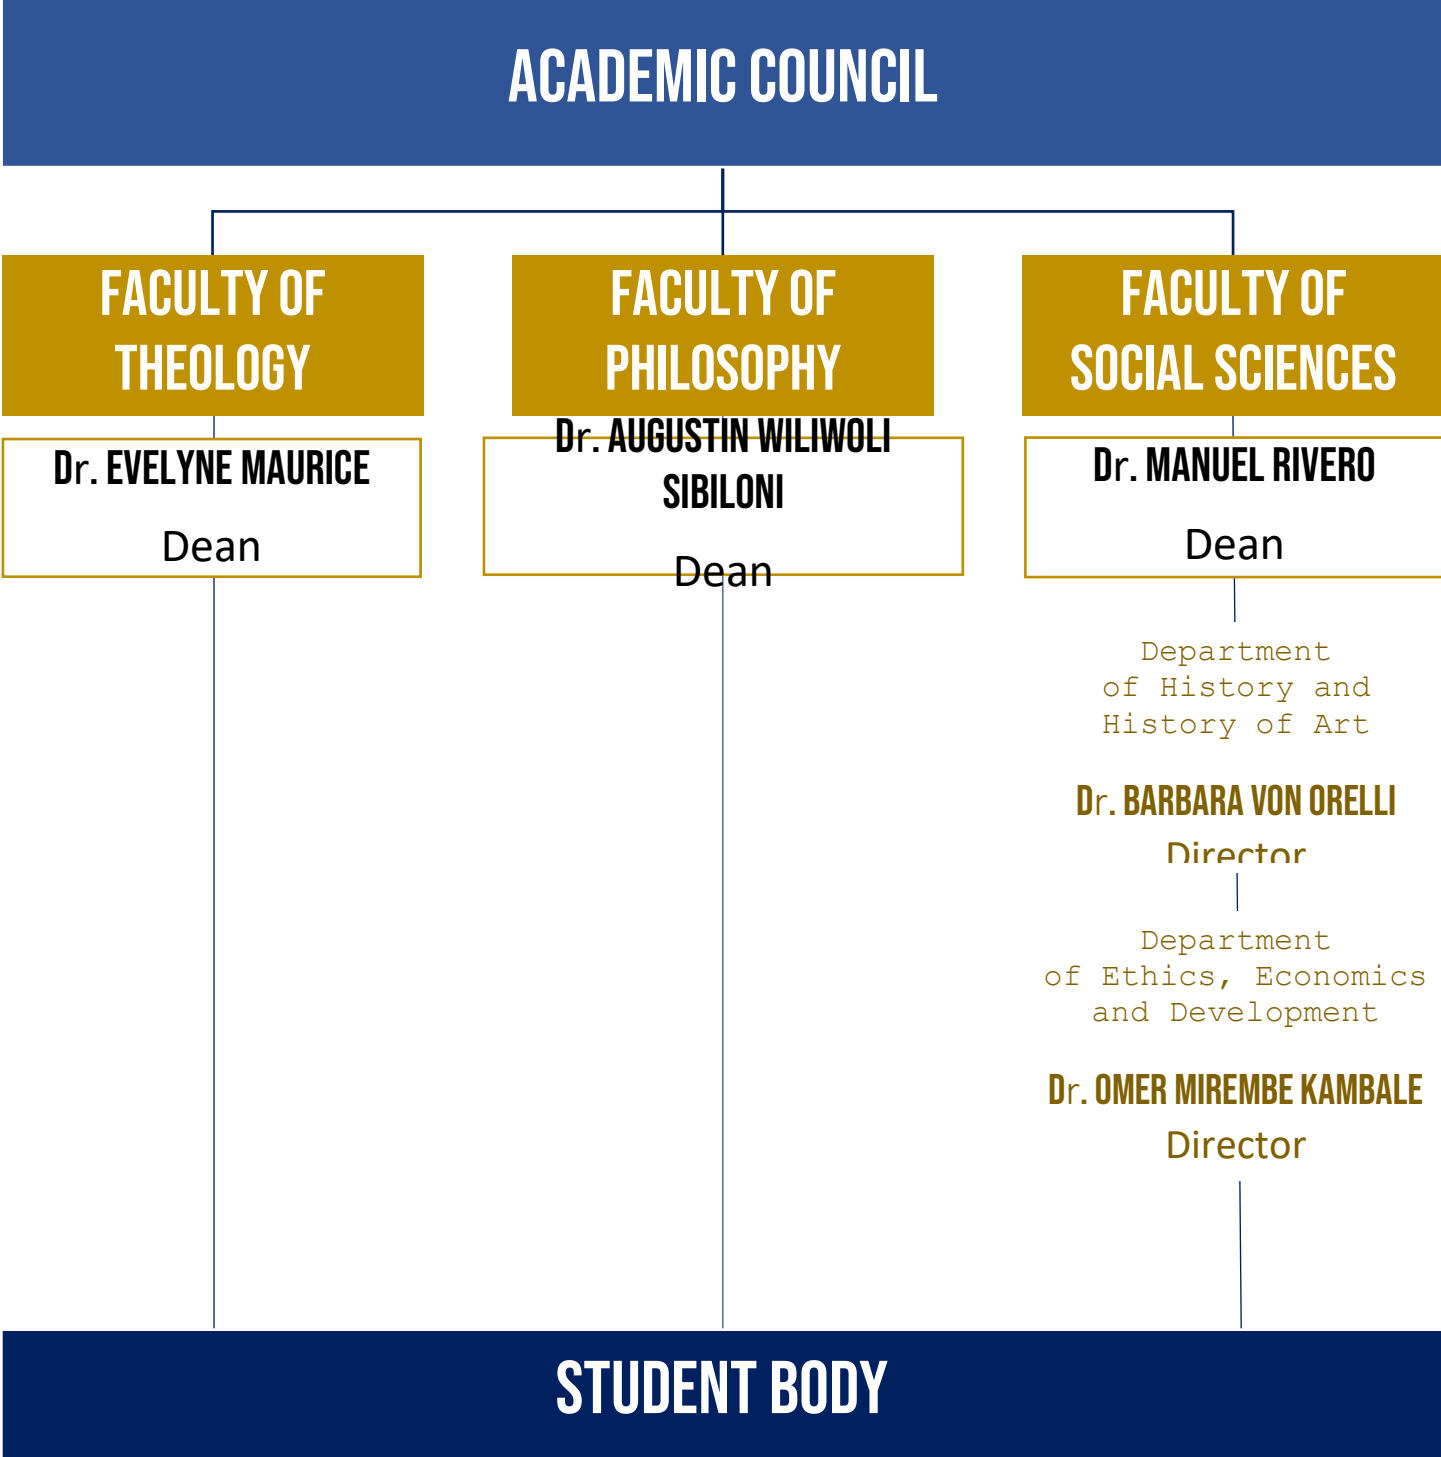 ACADEMIC COUNCIL
FACULTY OF
THEOLOGY
Dr. EVELYNE MAURICE
Dean
FACULTY OF
PHILOSOPHY
Dr. AUGUSTIN WILIWOLI
SIBILONI
Dean
FACULTY OF
SOCIAL SCIENCES
Dr. MANUEL RIVERO
Dean
Department
of History and
History of Art
Dr. BARBARA VON ORELLI
Director
Department
of Ethics, Economics
and Development
Dr. OMER MIREMBE KAMBALE
Director
STUDENT BODY